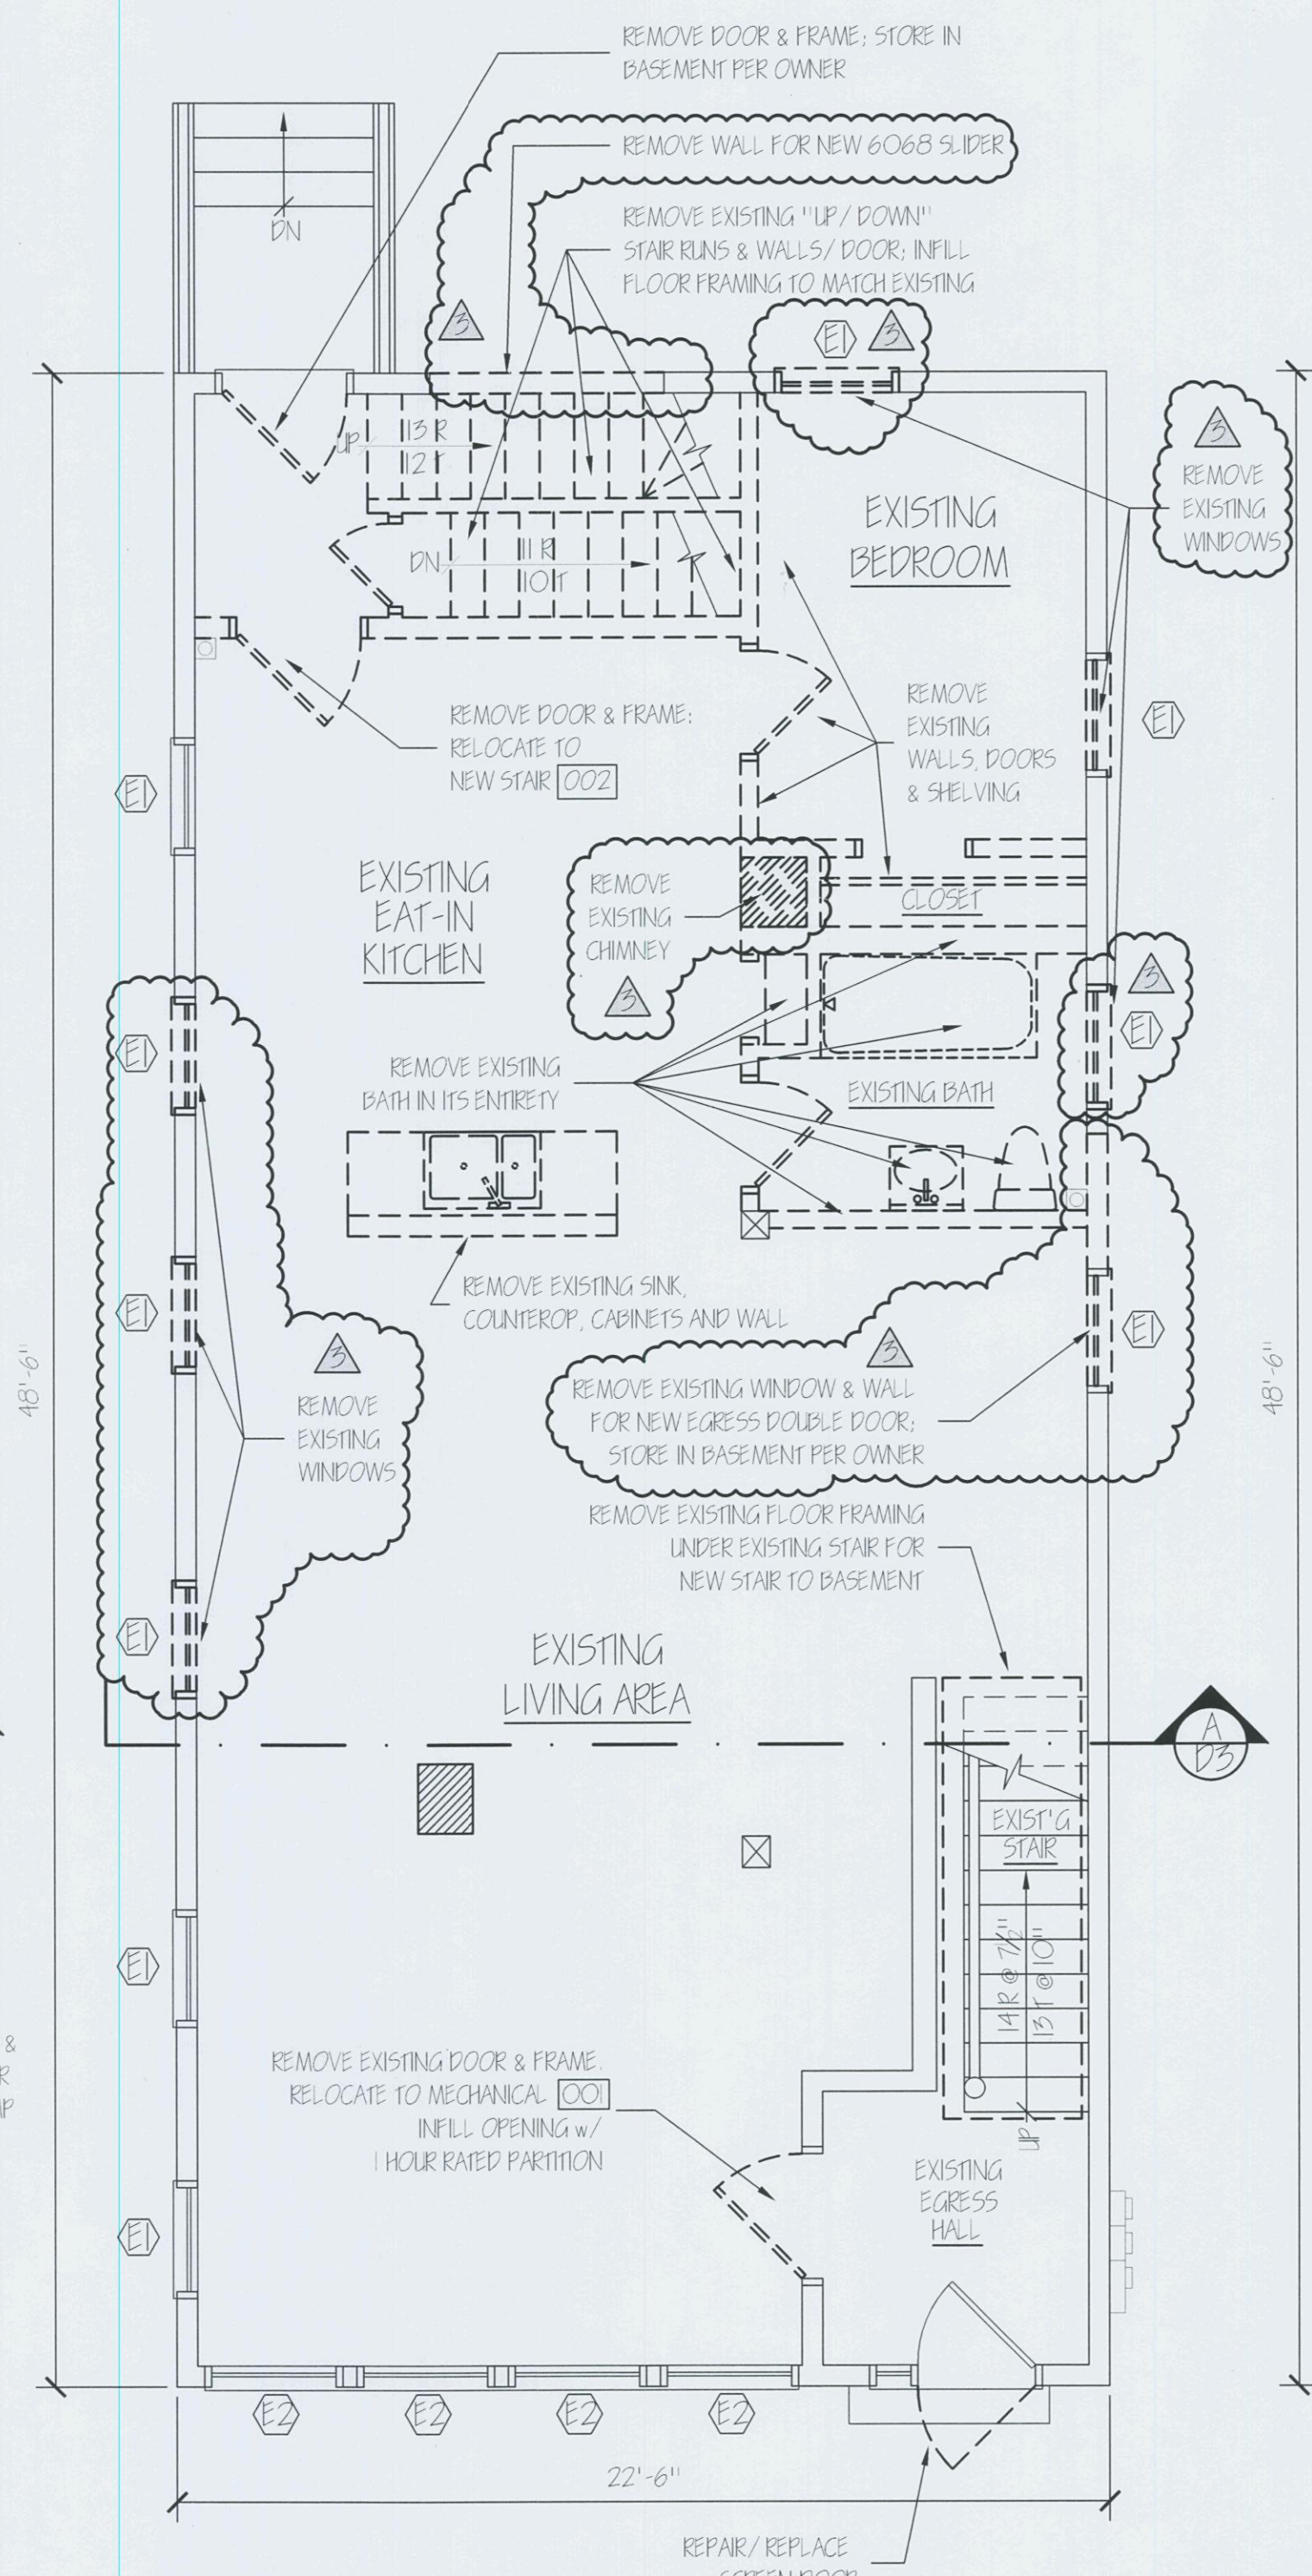 REMOVE DOOR & FRAME; STORE IN
BASEMENT PER OWNER
REMOVE WALL FOR NEW 6068 SLIDER
REMOVE EXISTING "UP/DOWN"
STAIR RUNS & WALLS/DOOR; INFILL
FLOOR FRAMING TO MATCH EXISTING
DN
3
E1
3
3
REMOVE
EXISTING
WINDOWS
UP
13 R
12 T
DN
11 R
10 T
EXISTING
BEDROOM
REMOVE DOOR & FRAME;
RELOCATE TO
NEW STAIR 002
REMOVE
EXISTING
WALLS, DOORS
& SHELVING
E1
E1
EXISTING
EAT-IN
KITCHEN
REMOVE
EXISTING
CHIMNEY
3
CLOSET
3
E1
E1
REMOVE EXISTING
BATH IN ITS ENTIRETY
EXISTING BATH
REMOVE EXISTING SINK,
COUNTEROP, CABINETS AND WALL
E1
E1
3
REMOVE
EXISTING
WINDOWS
3
REMOVE EXISTING WINDOW & WALL
FOR NEW EGRESS DOUBLE DOOR;
STORE IN BASEMENT PER OWNER
48'-6"
48'-6"
REMOVE EXISTING FLOOR FRAMING
UNDER EXISTING STAIR FOR
NEW STAIR TO BASEMENT
E1
EXISTING
LIVING AREA
A
D3
EXIST'G
STAIR
14 R @ 7½"
13 T @ 10"
UP
E1
&
R
REMOVE EXISTING DOOR & FRAME.
RELOCATE TO MECHANICAL 001
INFILL OPENING w/
1 HOUR RATED PARTITION
EXISTING
EGRESS
HALL
E1
E2
E2
E2
E2
22'-6"
REPAIR/REPLACE
SCREEN DOOR